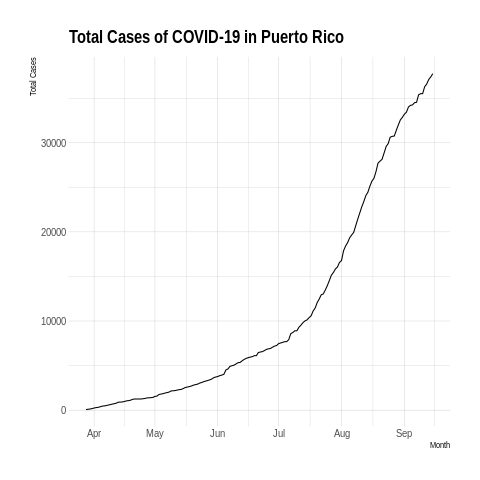 Total Cases of COVID-19 in Puerto Rico
Total Cases
30000
20000
10000
0
Apr May Jun Jul Aug Sep
Month